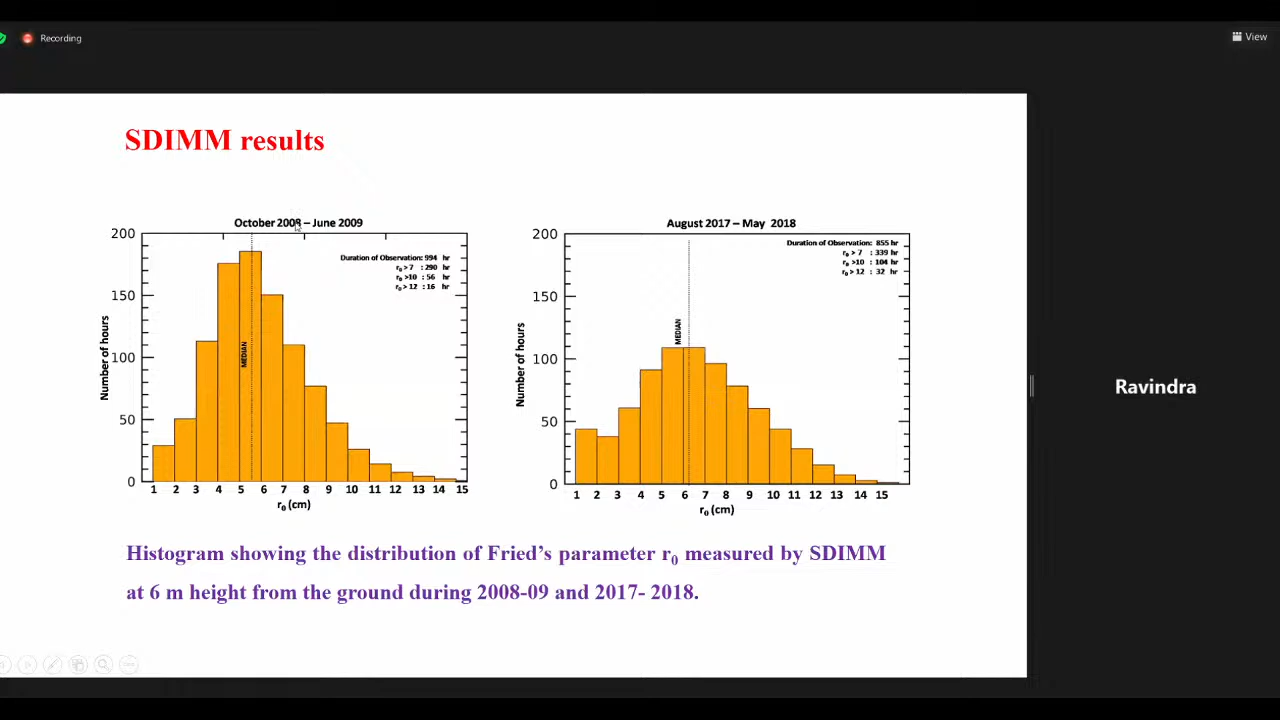 Recording
View
SDIMM results
October 2008 – June 2009
200
150
100
50
0
Number of hours
Duration of Observation: 994 hr
r0 > 7 : 290 hr
r0 >10 : 56 hr
r0 > 12 : 16 hr
MEDIAN
1 2 3 4 5 6 7 8 9 10 11 12 13 14 15
r0 (cm)
August 2017 – May 2018
200
150
100
50
0
Number of hours
Duration of Observation: 855 hr
r0 > 7 : 339 hr
r0 >10 : 104 hr
r0 > 12 : 32 hr
MEDIAN
1 2 3 4 5 6 7 8 9 10 11 12 13 14 15
r0 (cm)
Histogram showing the distribution of Fried’s parameter r0 measured by SDIMM
at 6 m height from the ground during 2008-09 and 2017- 2018.
Ravindra